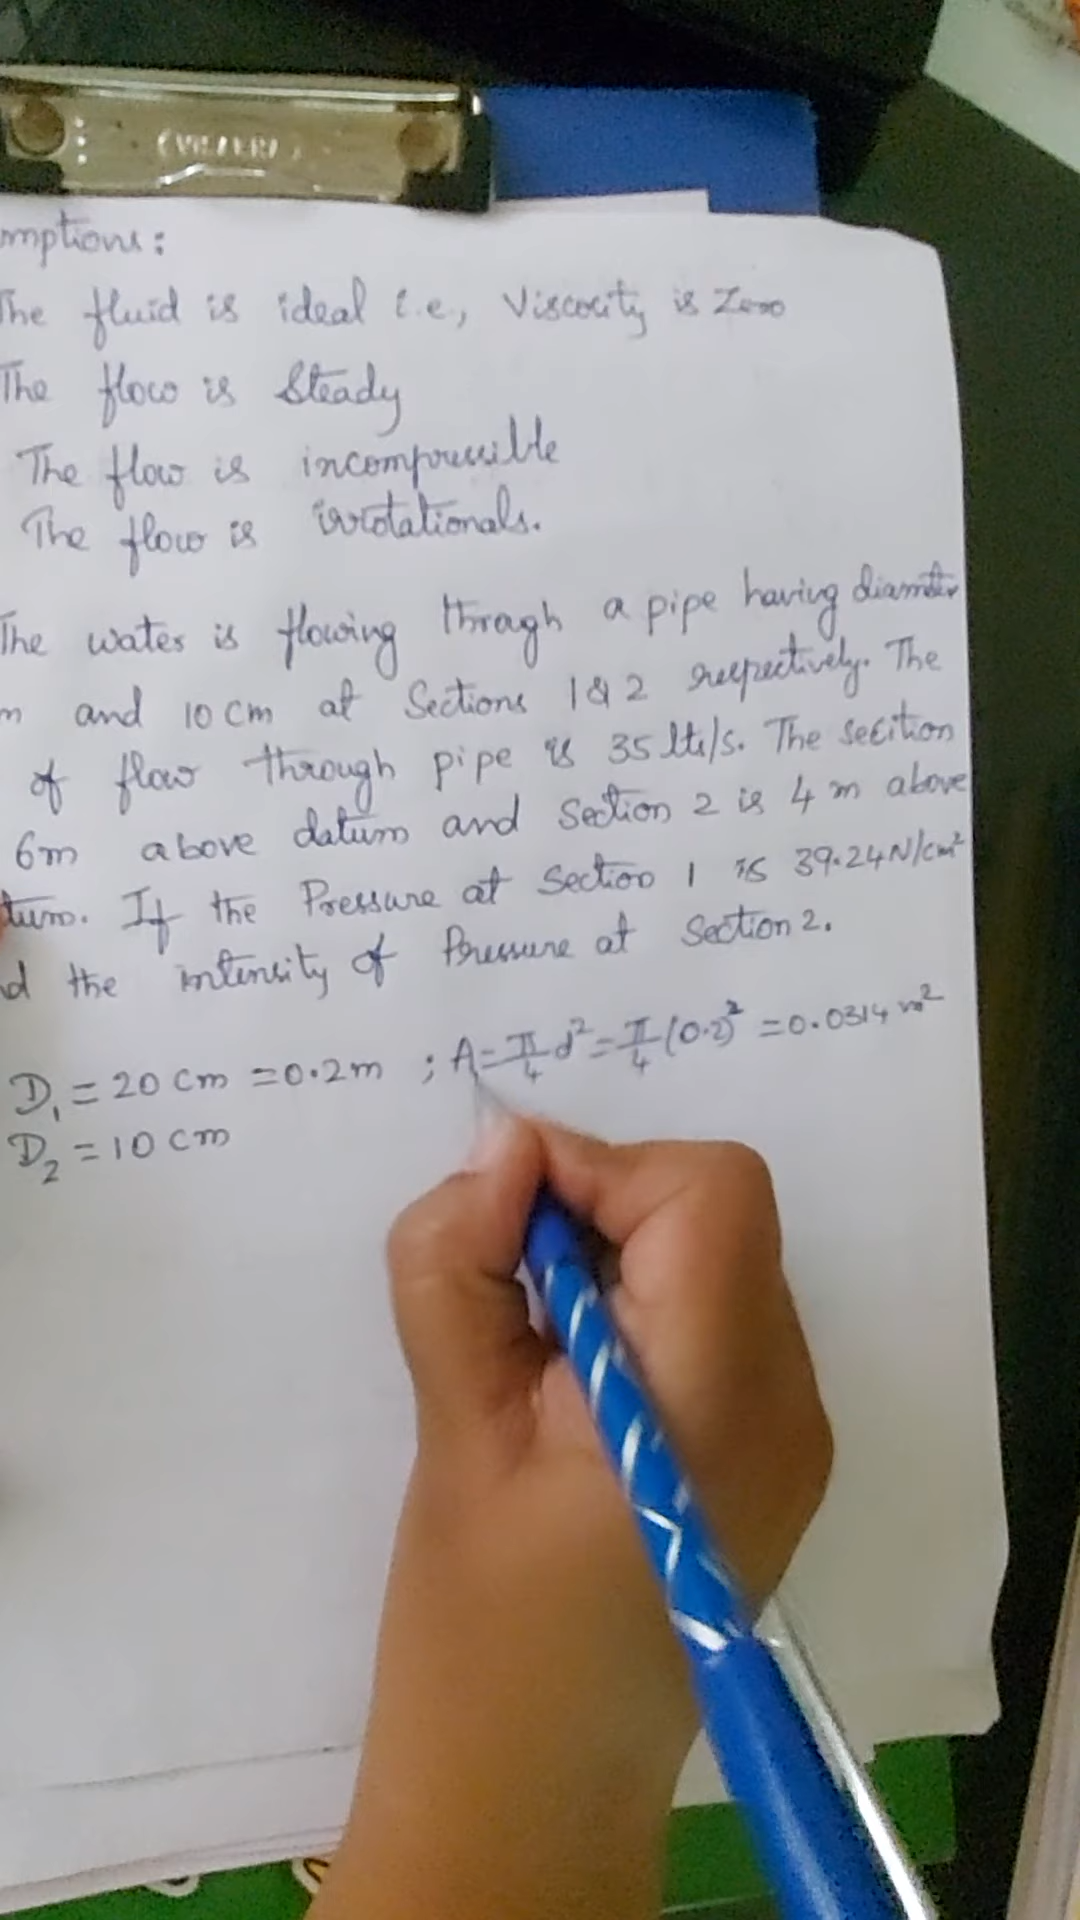 mptions:
The fluid is ideal i.e., Viscocity is Zero
The flow is Steady
The flow is incompressible
The flow is irrotationals.
The water is flowing thragh a pipe having diameter
m and 10 cm at Sections 1 & 2 respectively. The
of flow through pipe is 35 lts/s. The secition
6m above datum and Section 2 is 4 m above
tum. If the Pressure at Section 1 is 39.24N/cm²
d the intensity of Pressure at Section 2.
D₁ = 20 cm = 0.2m ; A = π/4 d² = π/4 (0.2)² = 0.0314 m²
D₂ = 10 cm